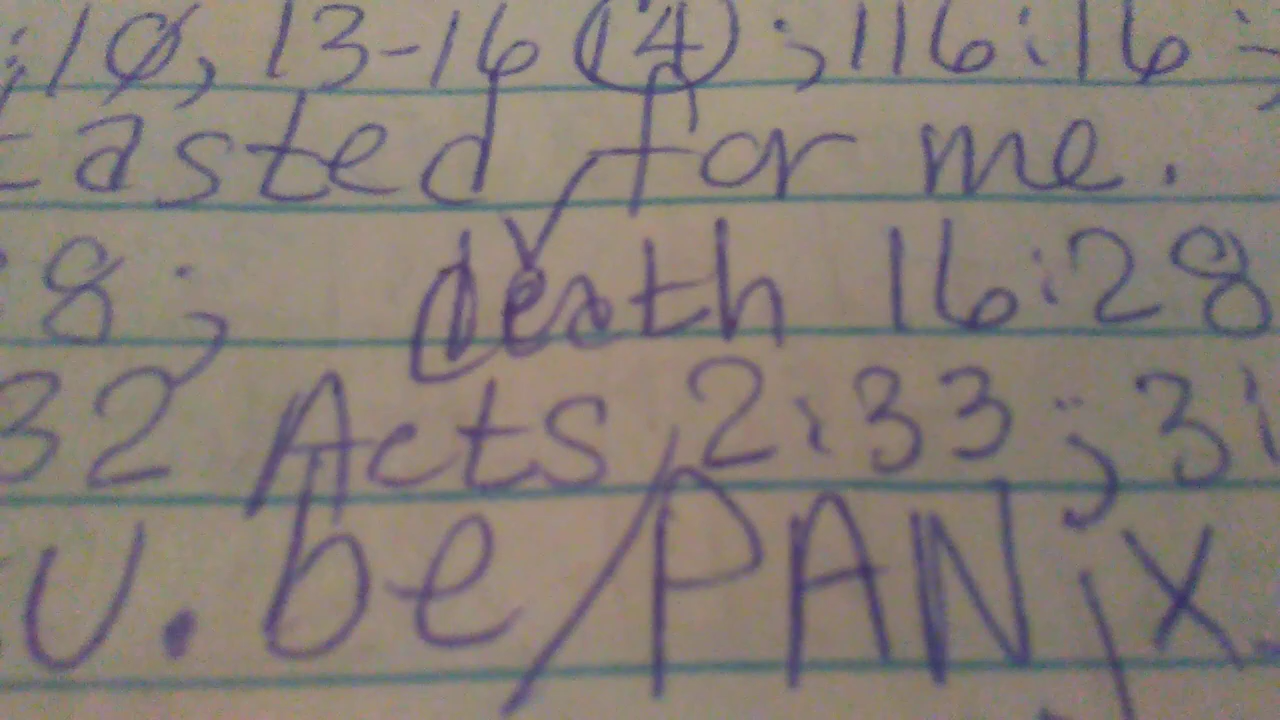 ;10, 13-16 (14); 116:16;
tasted for me.
8; death 16:28
32 Acts 2:33; 3:
U. be/PAN, X